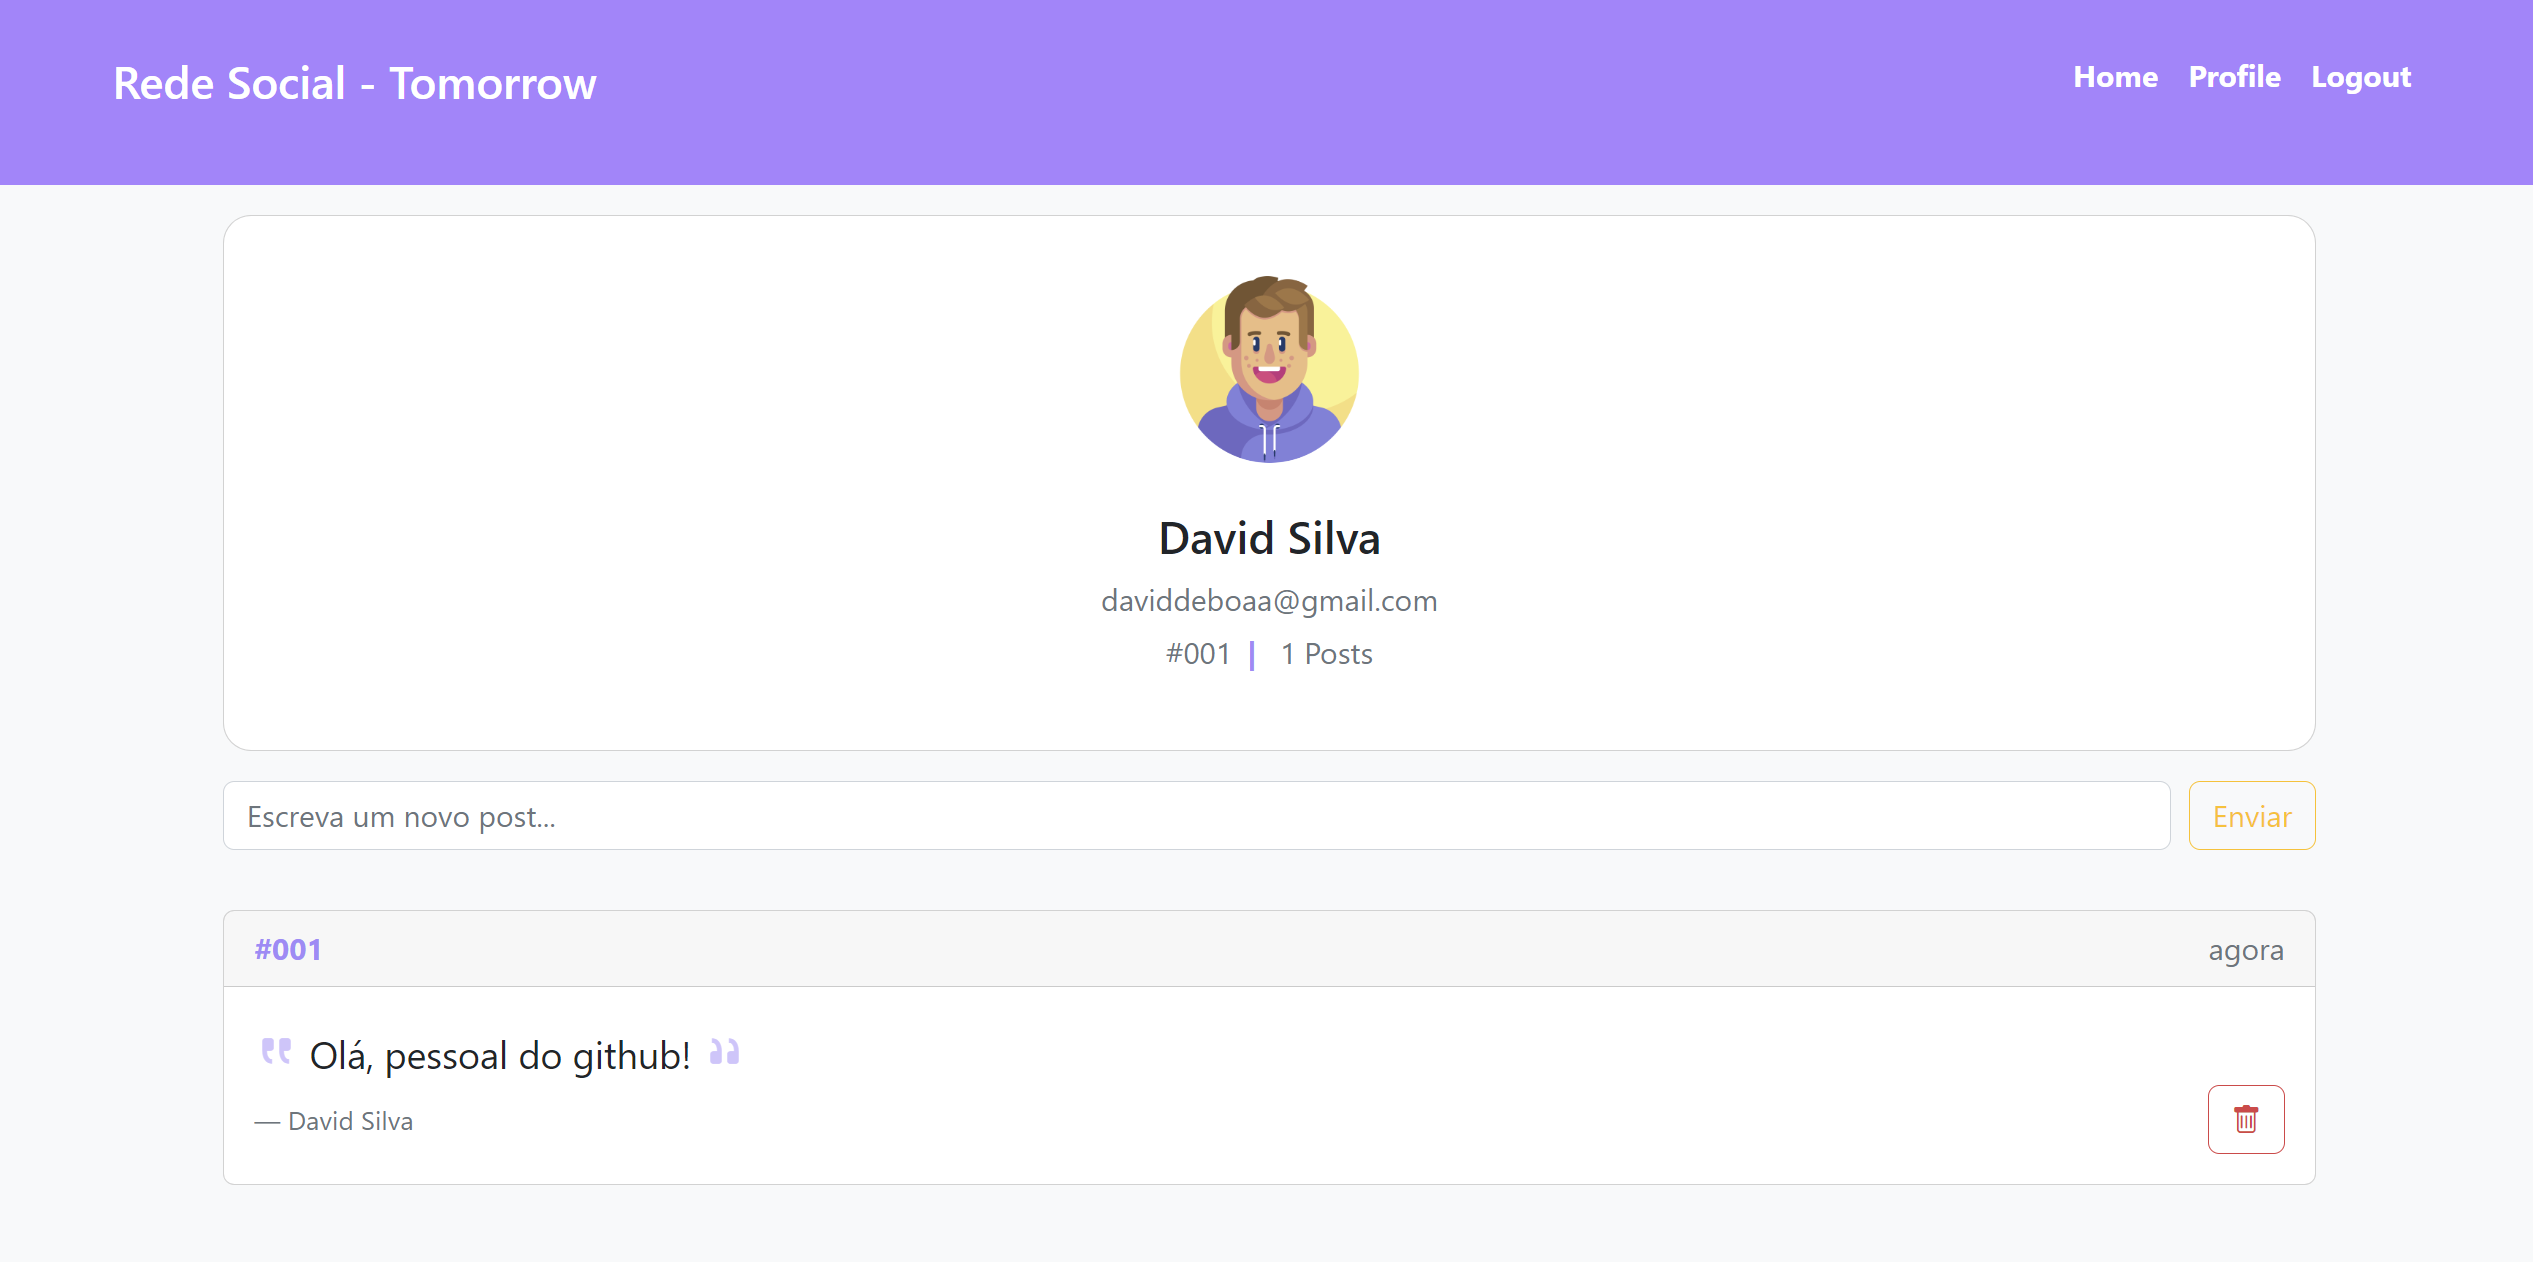 Rede Social - Tomorrow
Home Profile Logout
David Silva
daviddeboaa@gmail.com
#001 | 1 Posts
Escreva um novo post...
Enviar
#001
agora
❞ Olá, pessoal do github! ❝
— David Silva